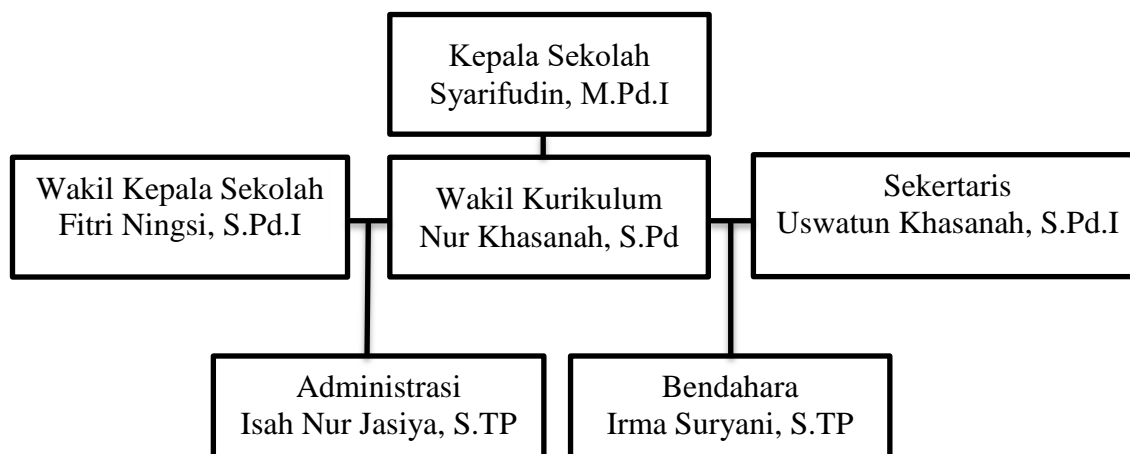 Kepala Sekolah
Syarifudin, M.Pd.I
Wakil Kepala Sekolah
Fitri Ningsi, S.Pd.I
Wakil Kurikulum
Nur Khasanah, S.Pd
Sekertaris
Uswatun Khasanah, S.Pd.I
Administrasi
Isah Nur Jasiya, S.TP
Bendahara
Irma Suryani, S.TP